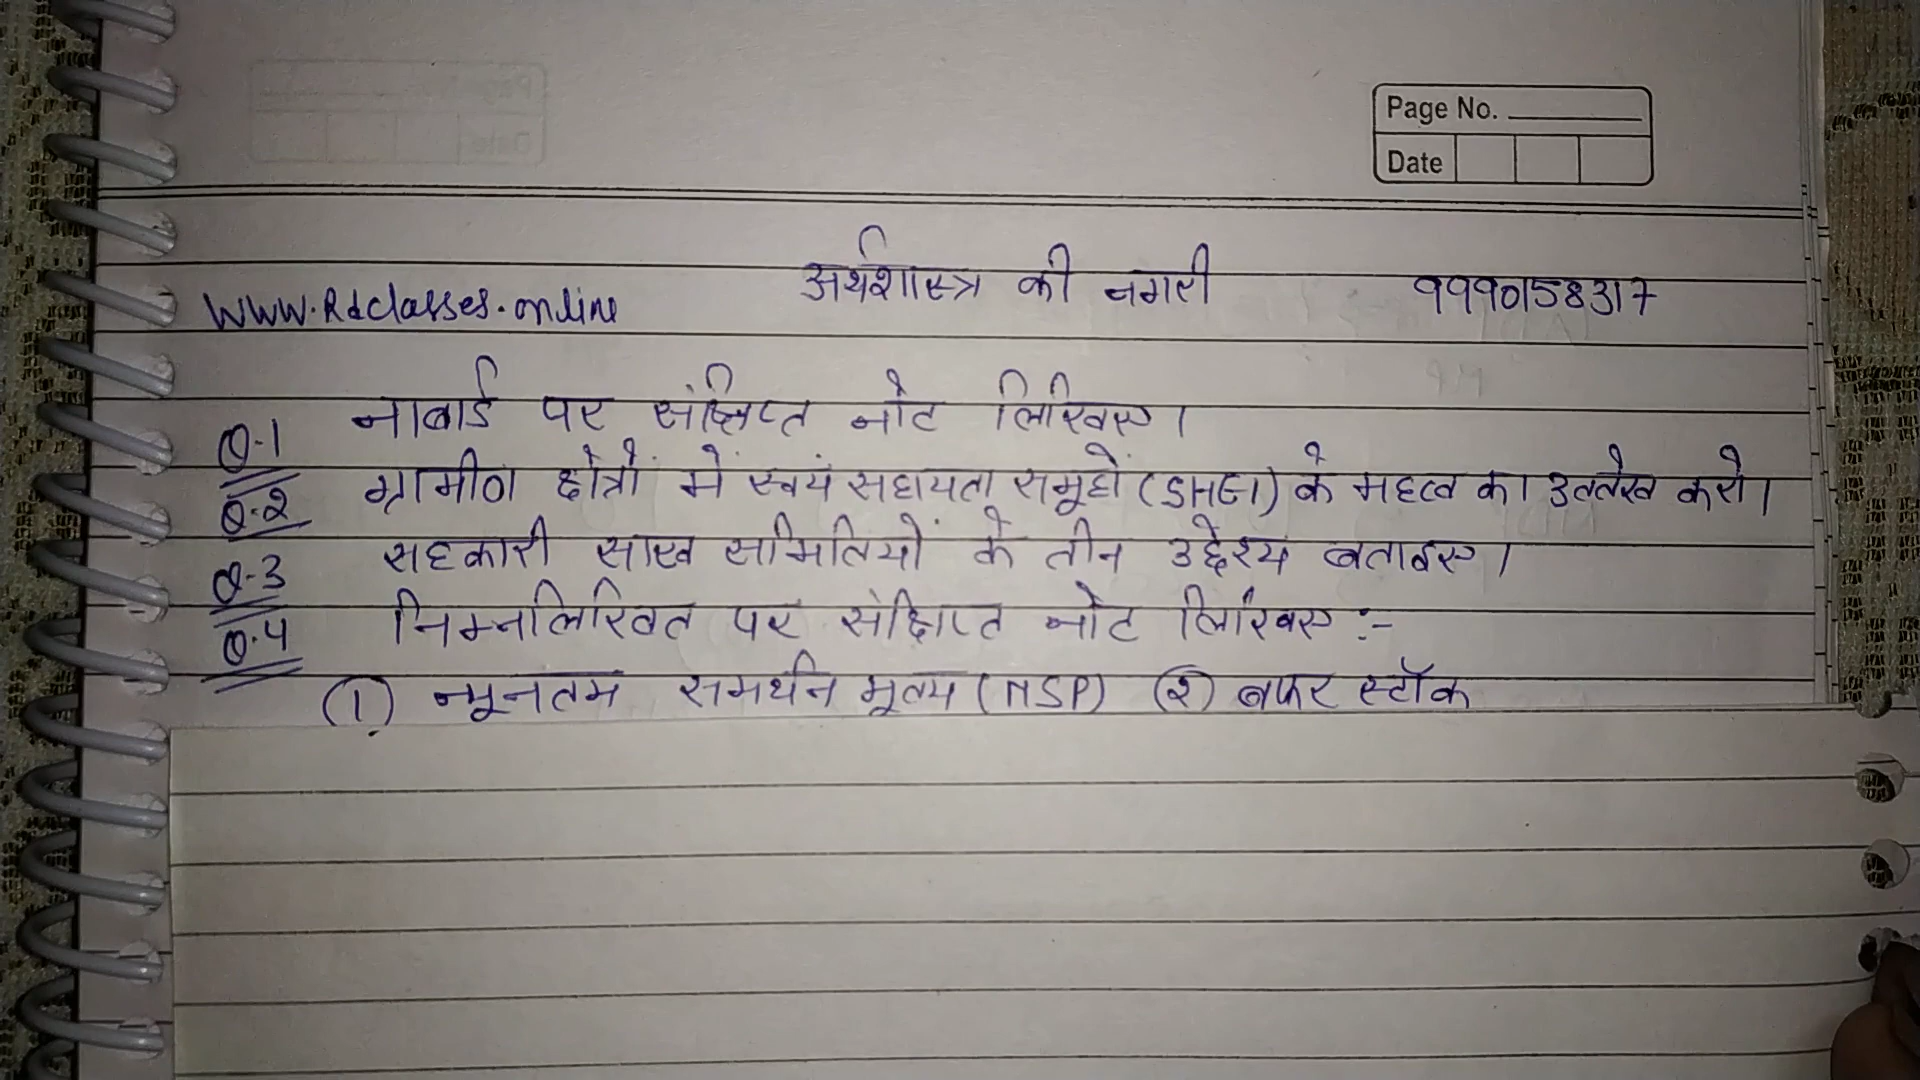 Page No.
Date
www.Rdclasses.online अर्थशास्त्र की नगरी 9990158317
Q.1 नाबार्ड पर संक्षिप्त नोट लिखिए।
Q.2 ग्रामीण क्षेत्रों में स्वयं सहायता समूहों (SHG) के महत्व का उल्लेख करो।
Q.3 सहकारी साख समितियों के तीन उद्देश्य बताइए।
Q.4 निम्नलिखित पर संक्षिप्त नोट लिखिए :-
(1) न्यूनतम समर्थन मूल्य (MSP) (2) बफर स्टॉक